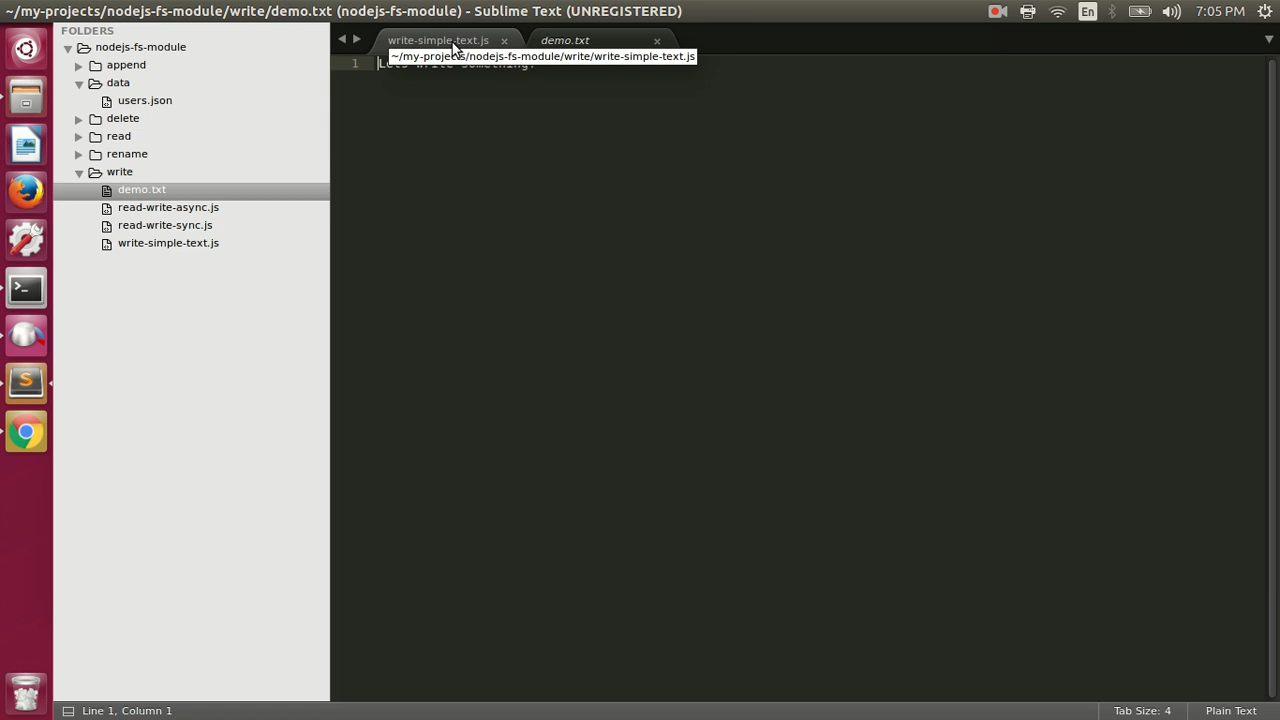 ~/my-projects/nodejs-fs-module/write/demo.txt (nodejs-fs-module) - Sublime Text (UNREGISTERED)
En
7:05 PM
FOLDERS
nodejs-fs-module
append
data
users.json
delete
read
rename
write
demo.txt
read-write-async.js
read-write-sync.js
write-simple-text.js
write-simple-text.js ×
demo.txt ×
~/my-projects/nodejs-fs-module/write/write-simple-text.js
1
Line 1, Column 1
Tab Size: 4
Plain Text